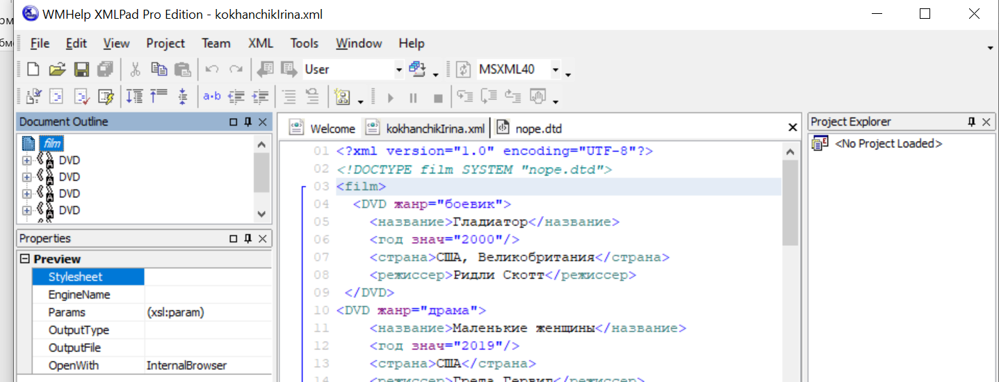 WMHelp XMLPad Pro Edition - kokhanchikIrina.xml
File Edit View Project Team XML Tools Window Help
User MSXML40
a·b
Document Outline
film
DVD
DVD
DVD
DVD
Properties
Preview
Stylesheet
EngineName
Params (xsl:param)
OutputType
OutputFile
OpenWith InternalBrowser
Welcome kokhanchikIrina.xml nope.dtd
01 <?xml version="1.0" encoding="UTF-8"?>
02 <!DOCTYPE film SYSTEM "nope.dtd">
03 <film>
04 <DVD жанр="боевик">
05 <название>Гладиатор</название>
06 <год знач="2000"/>
07 <страна>США, Великобритания</страна>
08 <режиссер>Ридли Скотт</режиссер>
09 </DVD>
10 <DVD жанр="драма">
11 <название>Маленькие женщины</название>
12 <год знач="2019"/>
13 <страна>США</страна>
14 <режиссер>Грета Гервиг</режиссер>
Project Explorer
<No Project Loaded>